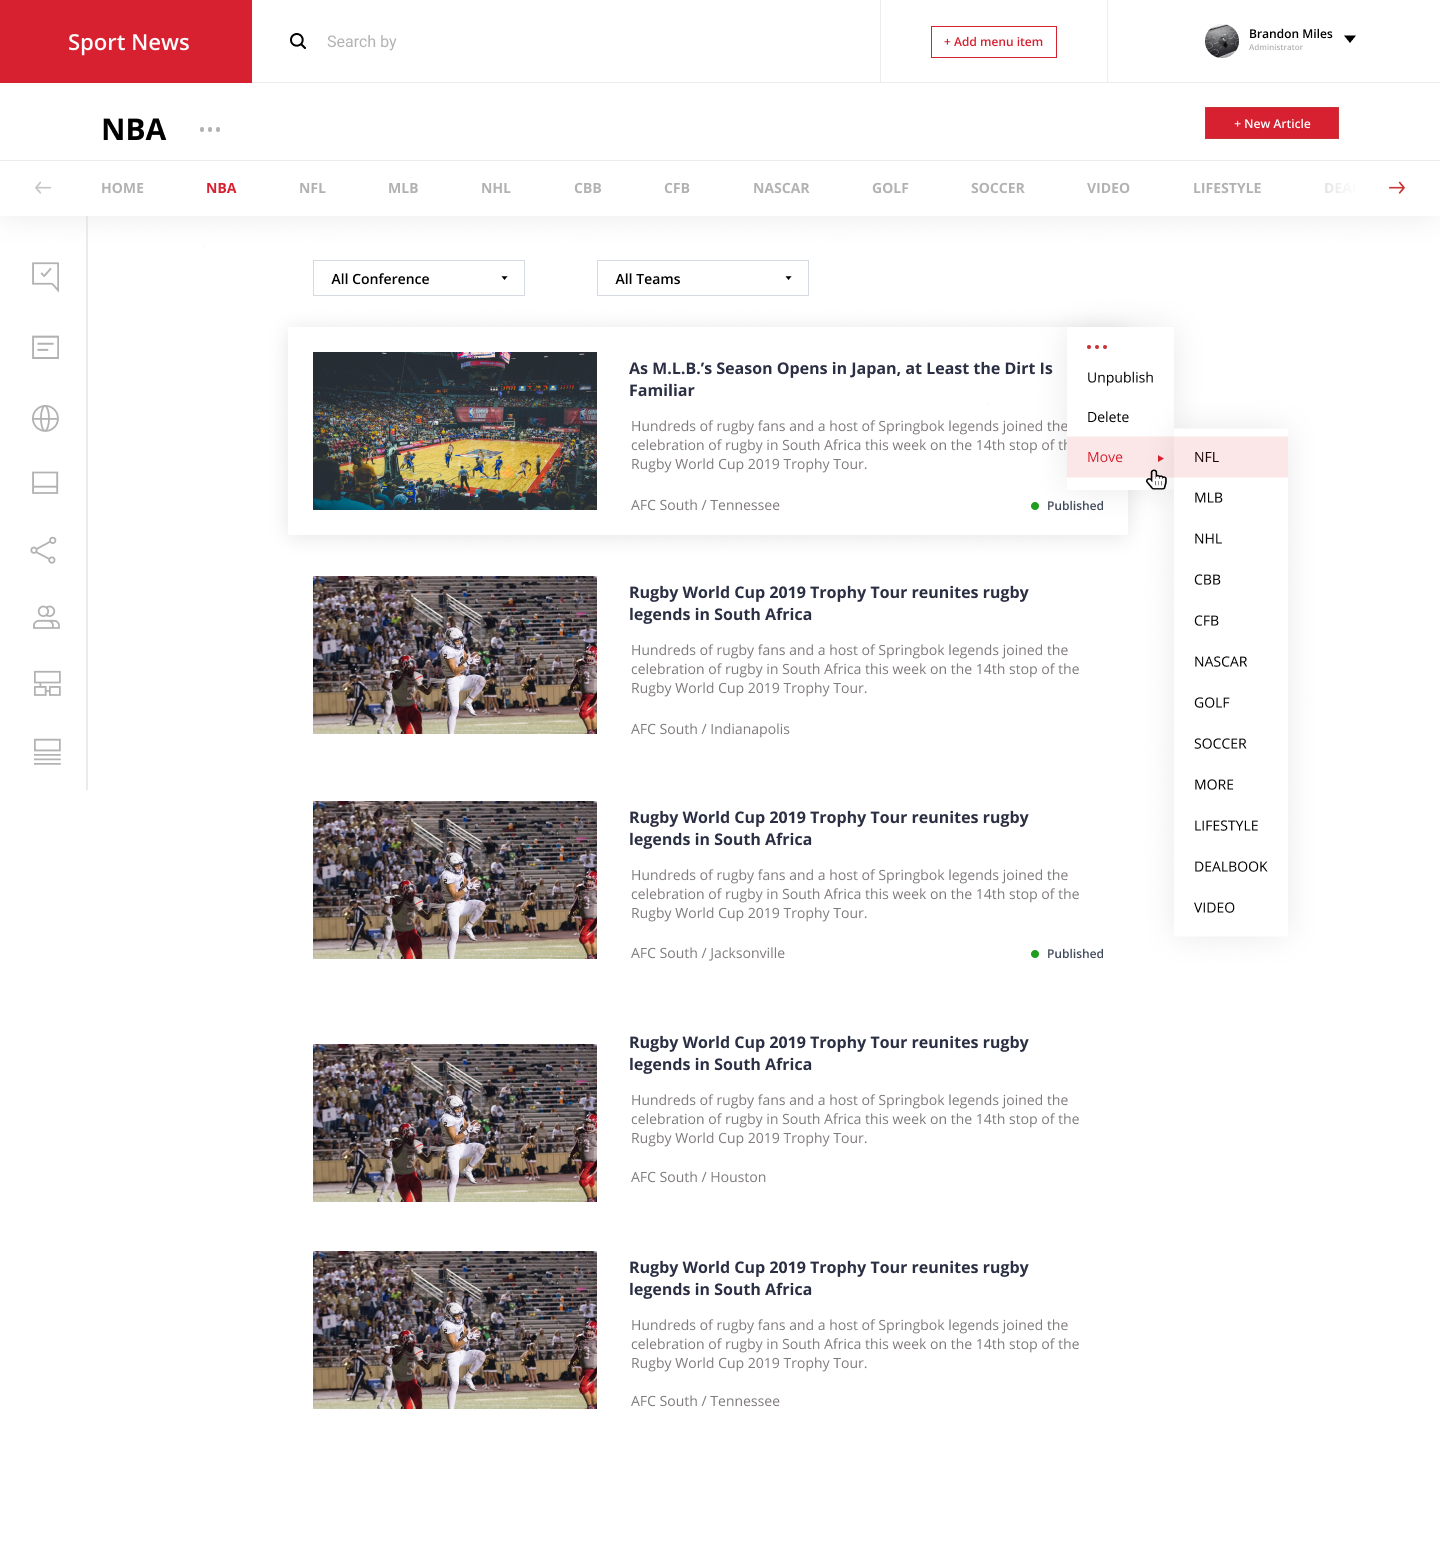 Sport News
Search by
+ Add menu item
Brandon Miles
Administrator
NBA
+ New Article
HOME NBA NFL MLB NHL CBB CFB NASCAR GOLF SOCCER VIDEO LIFESTYLE DEA
All Conference
All Teams
As M.L.B.’s Season Opens in Japan, at Least the Dirt Is
Familiar
Hundreds of rugby fans and a host of Springbok legends joined the
celebration of rugby in South Africa this week on the 14th stop of th
Rugby World Cup 2019 Trophy Tour.
AFC South / Tennessee
Published
Unpublish
Delete
Move
NFL
MLB
NHL
CBB
CFB
NASCAR
GOLF
SOCCER
MORE
LIFESTYLE
DEALBOOK
VIDEO
Rugby World Cup 2019 Trophy Tour reunites rugby
legends in South Africa
Hundreds of rugby fans and a host of Springbok legends joined the
celebration of rugby in South Africa this week on the 14th stop of the
Rugby World Cup 2019 Trophy Tour.
AFC South / Indianapolis
Rugby World Cup 2019 Trophy Tour reunites rugby
legends in South Africa
Hundreds of rugby fans and a host of Springbok legends joined the
celebration of rugby in South Africa this week on the 14th stop of the
Rugby World Cup 2019 Trophy Tour.
AFC South / Jacksonville
Published
Rugby World Cup 2019 Trophy Tour reunites rugby
legends in South Africa
Hundreds of rugby fans and a host of Springbok legends joined the
celebration of rugby in South Africa this week on the 14th stop of the
Rugby World Cup 2019 Trophy Tour.
AFC South / Houston
Rugby World Cup 2019 Trophy Tour reunites rugby
legends in South Africa
Hundreds of rugby fans and a host of Springbok legends joined the
celebration of rugby in South Africa this week on the 14th stop of the
Rugby World Cup 2019 Trophy Tour.
AFC South / Tennessee